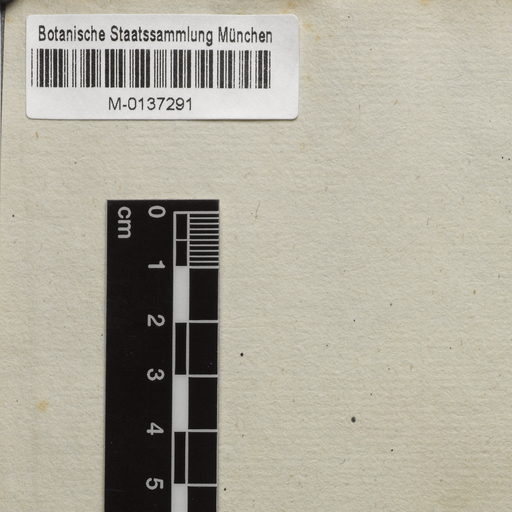 Botanische Staatssammlung München
M-0137291
cm
0
1
2
3
4
5